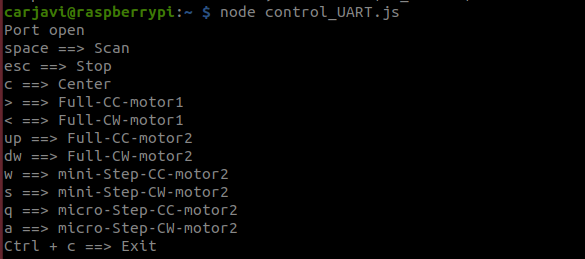 carjavi@raspberrypi:~ $ node control_UART.js
Port open
space ==> Scan
esc ==> Stop
c ==> Center
> ==> Full-CC-motor1
< ==> Full-CW-motor1
up ==> Full-CC-motor2
dw ==> Full-CW-motor2
w ==> mini-Step-CC-motor2
s ==> mini-Step-CW-motor2
q ==> micro-Step-CC-motor2
a ==> micro-Step-CW-motor2
Ctrl + c ==> Exit